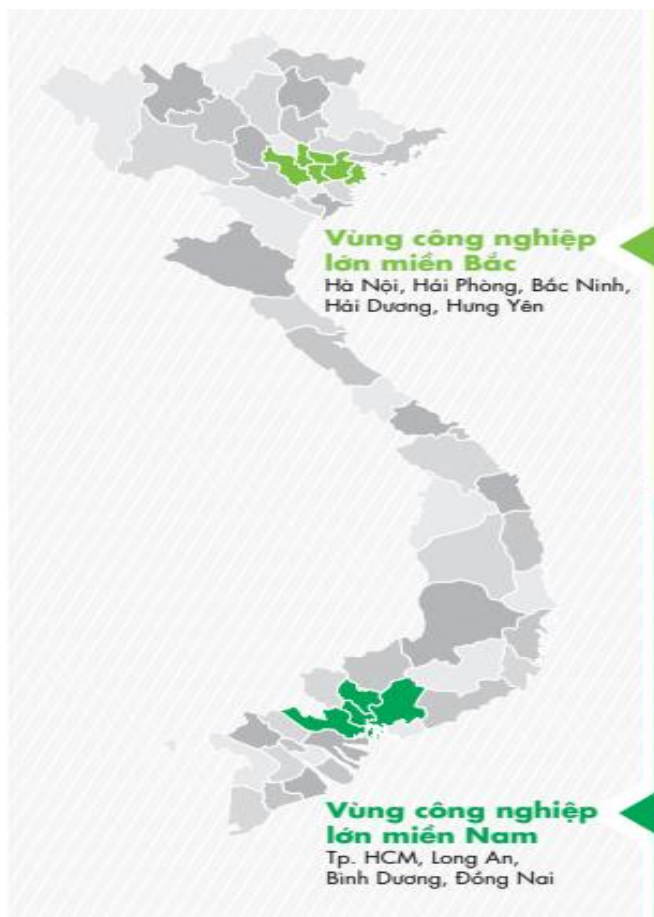 Vùng công nghiệp
lớn miền Bắc
Hà Nội, Hải Phòng, Bắc Ninh,
Hải Dương, Hưng Yên
Vùng công nghiệp
lớn miền Nam
Tp. HCM, Long An,
Bình Dương, Đồng Nai